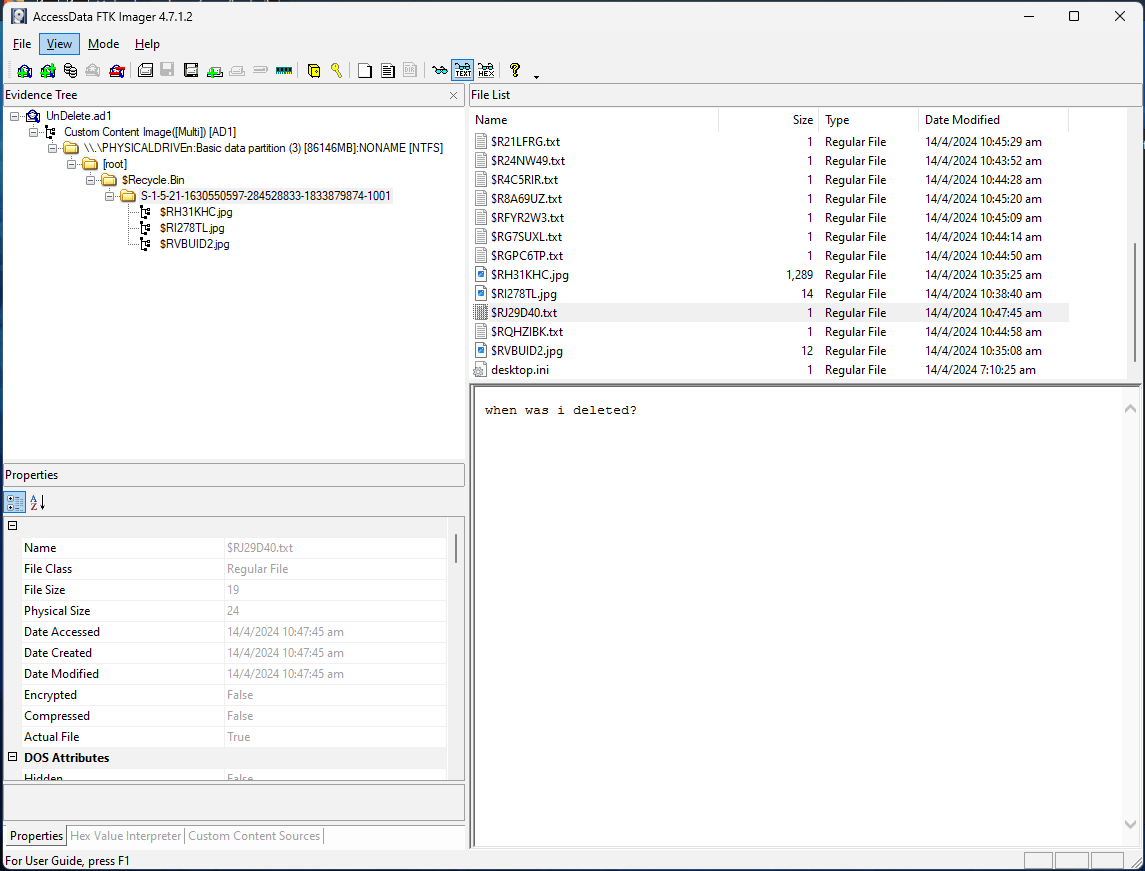 AccessData FTK Imager 4.7.1.2
File View Mode Help
TEXT HEX
Evidence Tree
UnDelete.ad1
Custom Content Image([Multi]) [AD1]
\\.\PHYSICALDRIVEn:Basic data partition (3) [86146MB]:NONAME [NTFS]
[root]
$Recycle.Bin
S-1-5-21-1630550597-284528833-1833879874-1001
$RH31KHC.jpg
$RI278TL.jpg
$RVBUID2.jpg
File List
Name Size Type Date Modified
$R21LFRG.txt 1 Regular File 14/4/2024 10:45:29 am
$R24NW49.txt 1 Regular File 14/4/2024 10:43:52 am
$R4C5RIR.txt 1 Regular File 14/4/2024 10:44:28 am
$R8A69UZ.txt 1 Regular File 14/4/2024 10:45:20 am
$RFYR2W3.txt 1 Regular File 14/4/2024 10:45:09 am
$RG7SUXL.txt 1 Regular File 14/4/2024 10:44:14 am
$RGPC6TP.txt 1 Regular File 14/4/2024 10:44:50 am
$RH31KHC.jpg 1,289 Regular File 14/4/2024 10:35:25 am
$RI278TL.jpg 14 Regular File 14/4/2024 10:38:40 am
$RJ29D40.txt 1 Regular File 14/4/2024 10:47:45 am
$RQHZIBK.txt 1 Regular File 14/4/2024 10:44:58 am
$RVBUID2.jpg 12 Regular File 14/4/2024 10:35:08 am
desktop.ini 1 Regular File 14/4/2024 7:10:25 am
when was i deleted?
Properties
Name $RJ29D40.txt
File Class Regular File
File Size 19
Physical Size 24
Date Accessed 14/4/2024 10:47:45 am
Date Created 14/4/2024 10:47:45 am
Date Modified 14/4/2024 10:47:45 am
Encrypted False
Compressed False
Actual File True
DOS Attributes
Hidden False
Properties Hex Value Interpreter Custom Content Sources
For User Guide, press F1